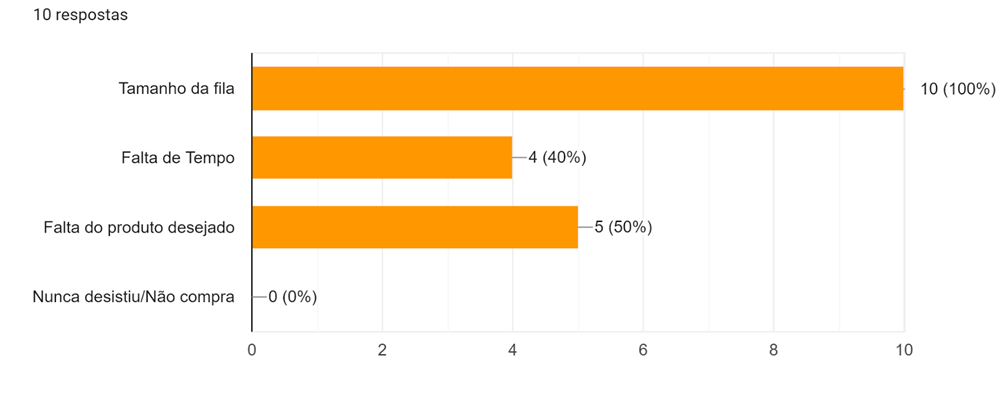 10 respostas
Tamanho da fila
10 (100%)
Falta de Tempo
4 (40%)
Falta do produto desejado
5 (50%)
Nunca desistiu/Não compra
0 (0%)
0 2 4 6 8 10